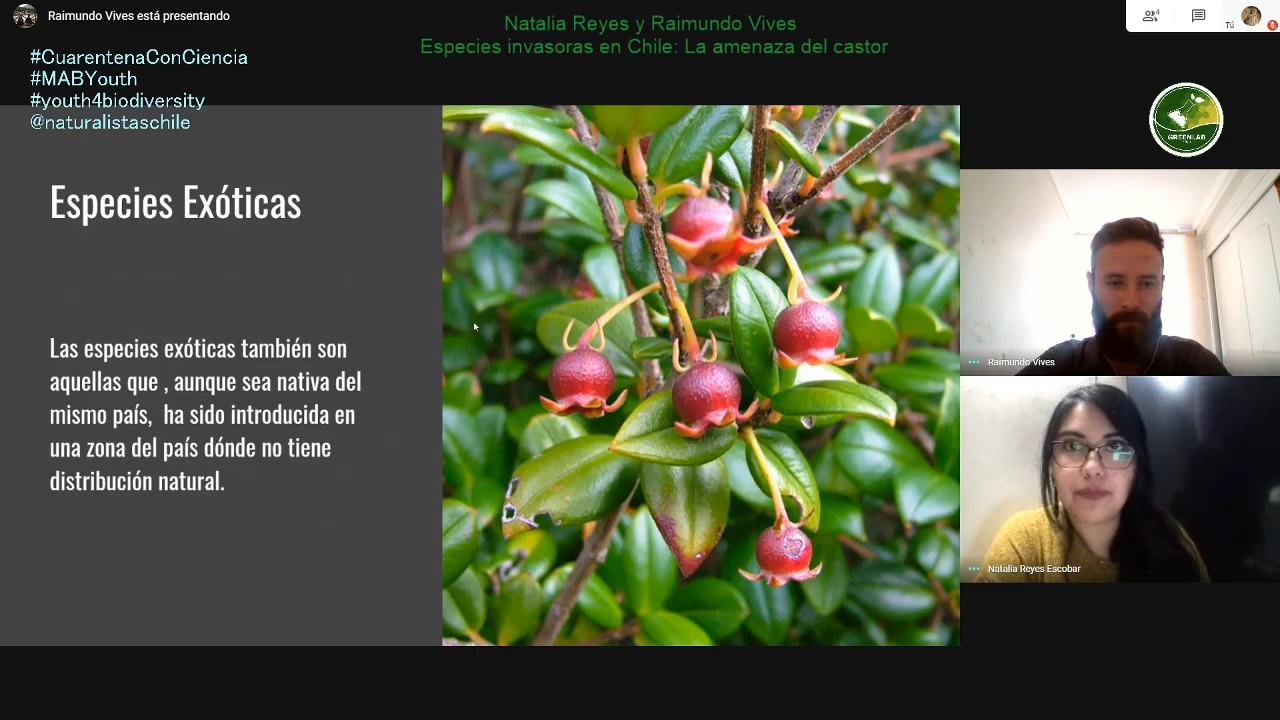 Raimundo Vives está presentando
Natalia Reyes y Raimundo Vives
Especies invasoras en Chile: La amenaza del castor
4
Tú
#CuarentenaConCiencia
#MABYouth
#youth4biodiversity
@naturalistaschile
GREENLAB
Especies Exóticas
Las especies exóticas también son
aquellas que , aunque sea nativa del
mismo país, ha sido introducida en
una zona del país dónde no tiene
distribución natural.
Raimundo Vives
Natalia Reyes Escobar